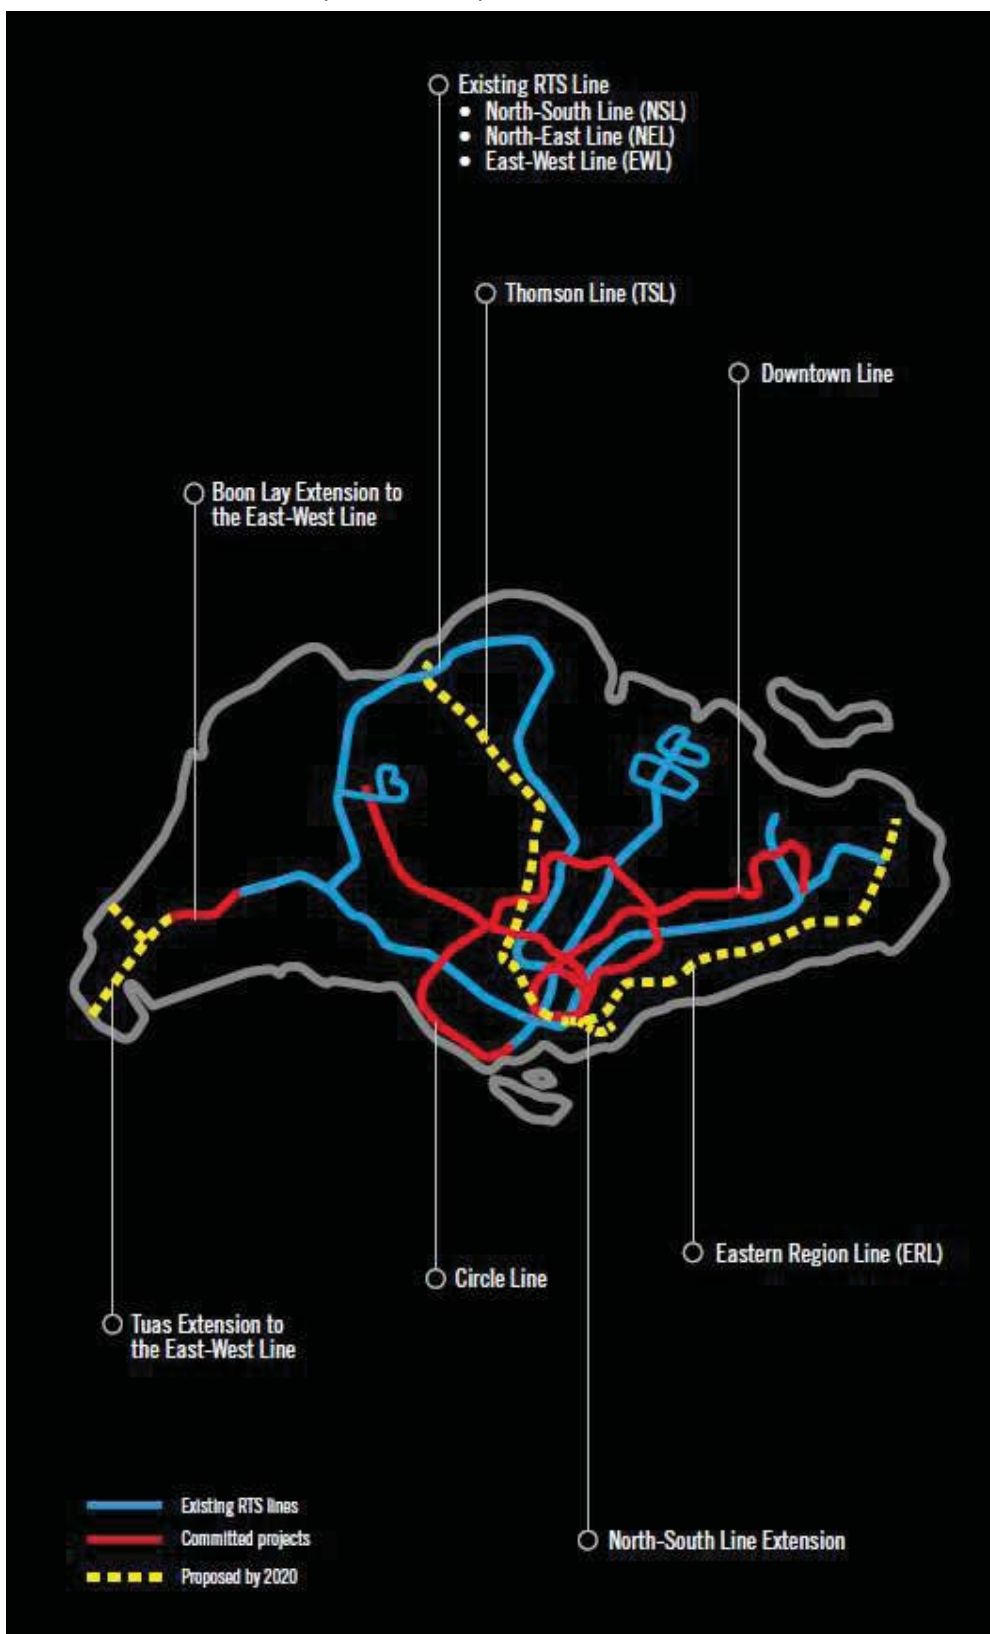 Existing RTS Line
• North-South Line (NSL)
• North-East Line (NEL)
• East-West Line (EWL)
Thomson Line (TSL)
Downtown Line
Boon Lay Extension to
the East-West Line
Eastern Region Line (ERL)
Circle Line
Tuas Extension to
the East-West Line
North-South Line Extension
Existing RTS lines
Committed projects
Proposed by 2020